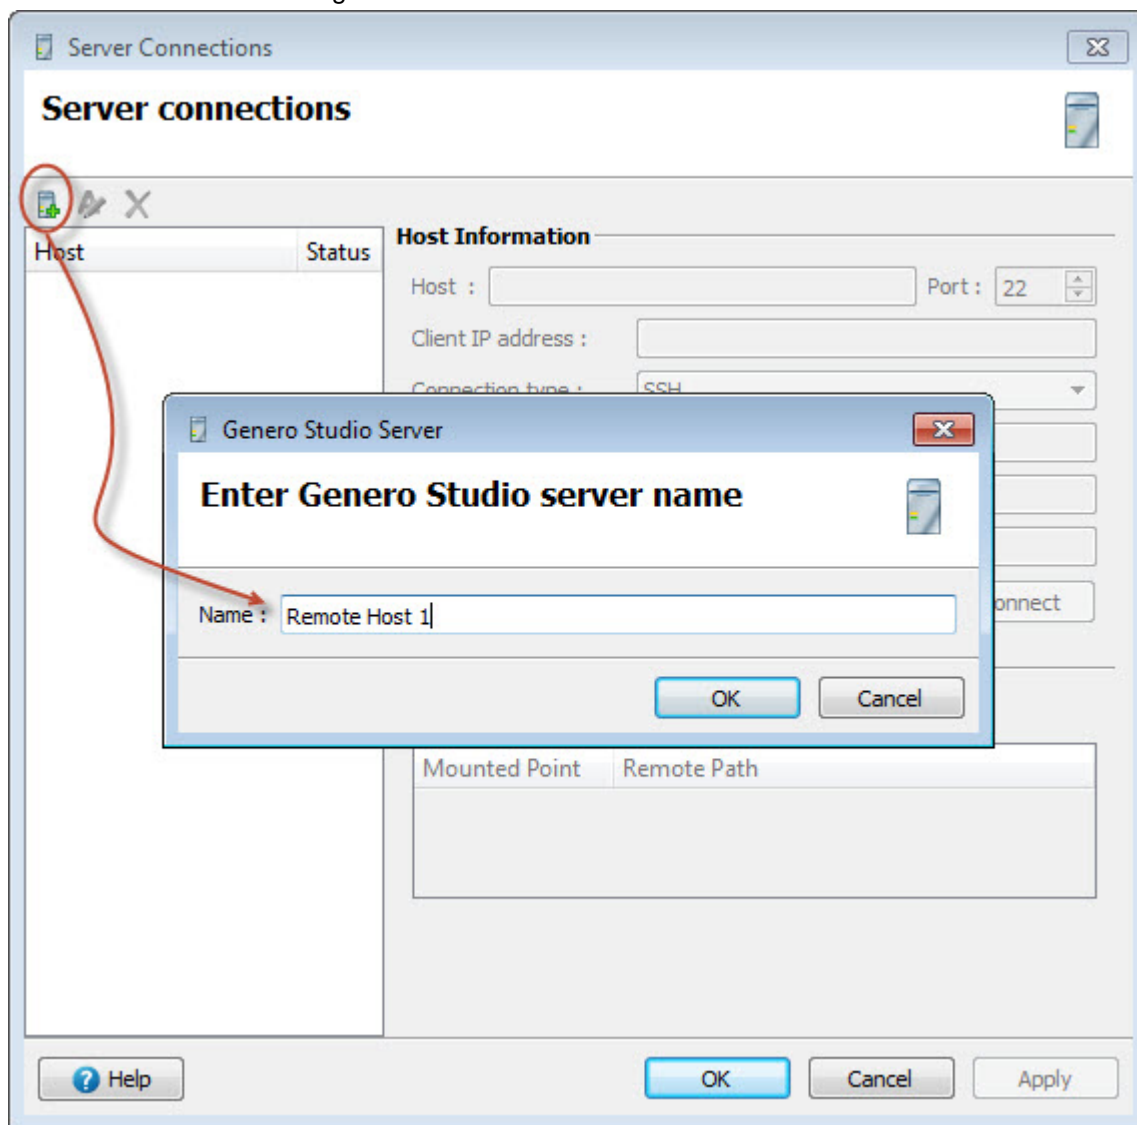 Server Connections
Server connections
Host Status
Host Information
Host : Port : 22
Client IP address :
Connection type : SSH
Genero Studio Server
Enter Genero Studio server name
Name : Remote Host 1
onnect
OK Cancel
Mounted Point Remote Path
Help OK Cancel Apply